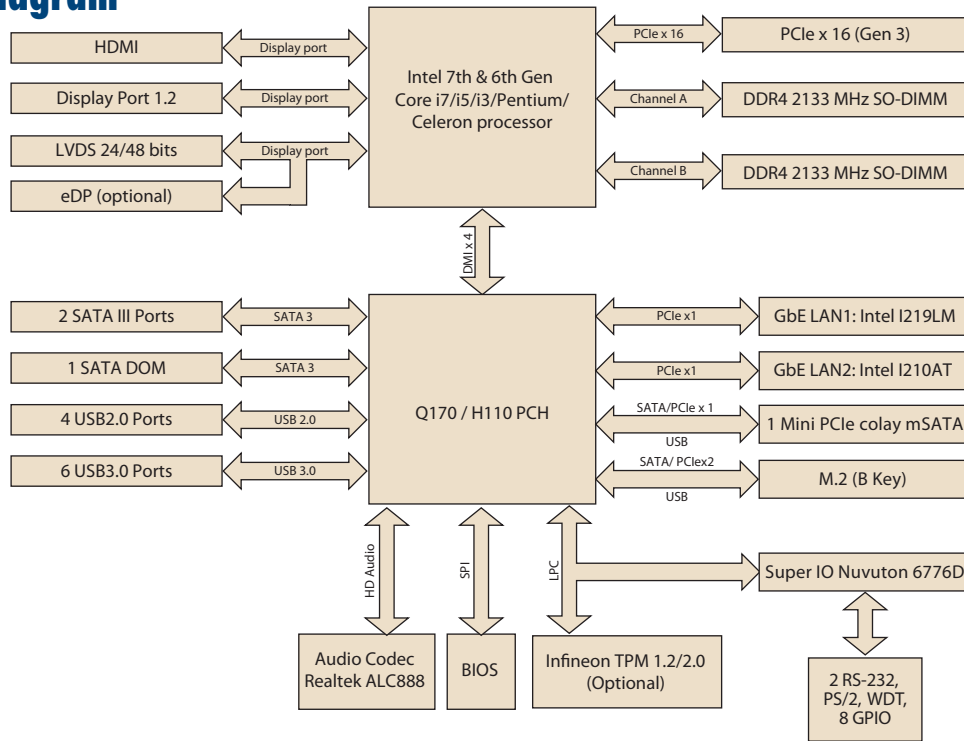 HDMI
Display port
Display Port 1.2
Display port
LVDS 24/48 bits
Display port
eDP (optional)
Intel 7th & 6th Gen
Core i7/i5/i3/Pentium/
Celeron processor
PCIe x 16
PCIe x 16 (Gen 3)
Channel A
DDR4 2133 MHz SO-DIMM
Channel B
DDR4 2133 MHz SO-DIMM
DMI x 4
2 SATA III Ports
SATA 3
1 SATA DOM
SATA 3
4 USB2.0 Ports
USB 2.0
6 USB3.0 Ports
USB 3.0
Q170 / H110 PCH
PCIe x1
GbE LAN1: Intel I219LM
PCIe x1
GbE LAN2: Intel I210AT
SATA/PCIe x 1
USB
1 Mini PCIe colay mSATA
SATA/ PCIex2
USB
M.2 (B Key)
HD Audio
SPI
LPC
Super IO Nuvuton 6776D
Audio Codec
Realtek ALC888
BIOS
Infineon TPM 1.2/2.0
(Optional)
2 RS-232,
PS/2, WDT,
8 GPIO